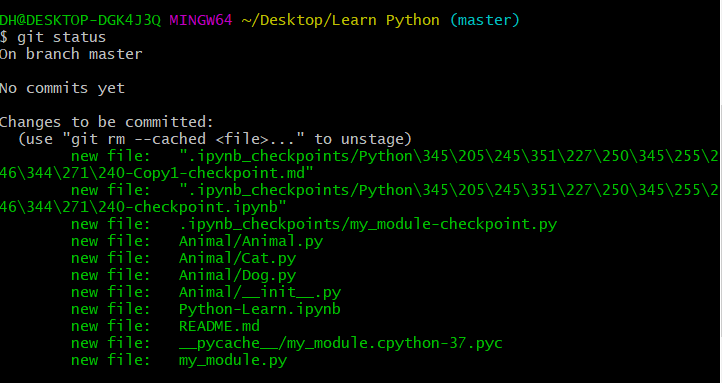 DH@DESKTOP-DGK4J3Q MINGW64 ~/Desktop/Learn Python (master)
$ git status
On branch master
No commits yet
Changes to be committed:
  (use "git rm --cached <file>..." to unstage)
        new file:   ".ipynb_checkpoints/Python\345\205\245\351\227\250\345\255\2
46\344\271\240-Copy1-checkpoint.md"
        new file:   ".ipynb_checkpoints/Python\345\205\245\351\227\250\345\255\2
46\344\271\240-checkpoint.ipynb"
        new file:   .ipynb_checkpoints/my_module-checkpoint.py
        new file:   Animal/Animal.py
        new file:   Animal/Cat.py
        new file:   Animal/Dog.py
        new file:   Animal/__init__.py
        new file:   Python-Learn.ipynb
        new file:   README.md
        new file:   __pycache__/my_module.cpython-37.pyc
        new file:   my_module.py